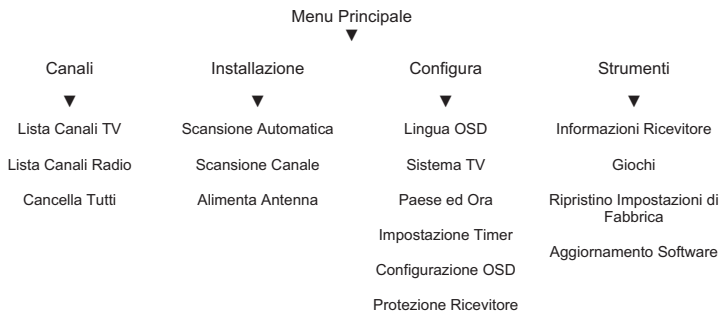 Menu Principale
▼
Canali Installazione Configura Strumenti
▼ ▼ ▼ ▼
Lista Canali TV Scansione Automatica Lingua OSD Informazioni Ricevitore
Lista Canali Radio Scansione Canale Sistema TV Giochi
Cancella Tutti Alimenta Antenna Paese ed Ora Ripristino Impostazioni di
Fabbrica
Impostazione Timer
Aggiornamento Software
Configurazione OSD
Protezione Ricevitore